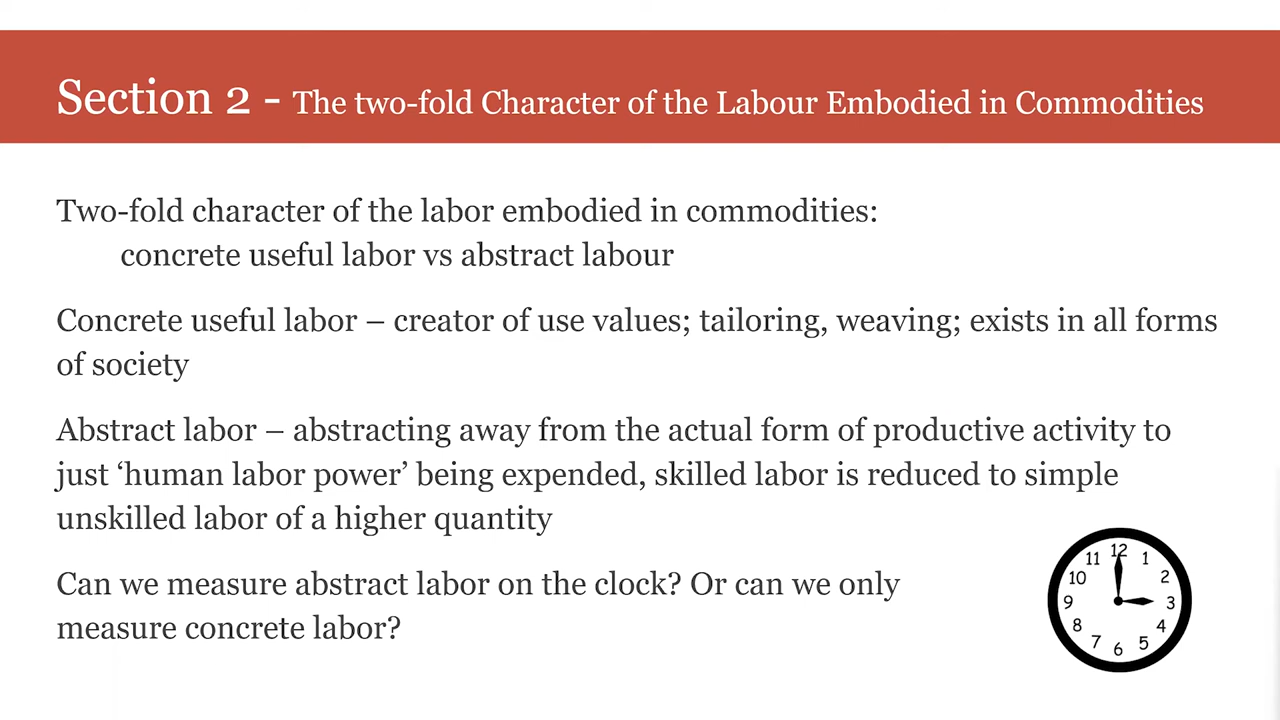 Section 2 - The two-fold Character of the Labour Embodied in Commodities
Two-fold character of the labor embodied in commodities:
concrete useful labor vs abstract labour
Concrete useful labor – creator of use values; tailoring, weaving; exists in all forms
of society
Abstract labor – abstracting away from the actual form of productive activity to
just ‘human labor power’ being expended, skilled labor is reduced to simple
unskilled labor of a higher quantity
Can we measure abstract labor on the clock? Or can we only
measure concrete labor?
12
11 1
10 2
9 3
8 4
7 5
6